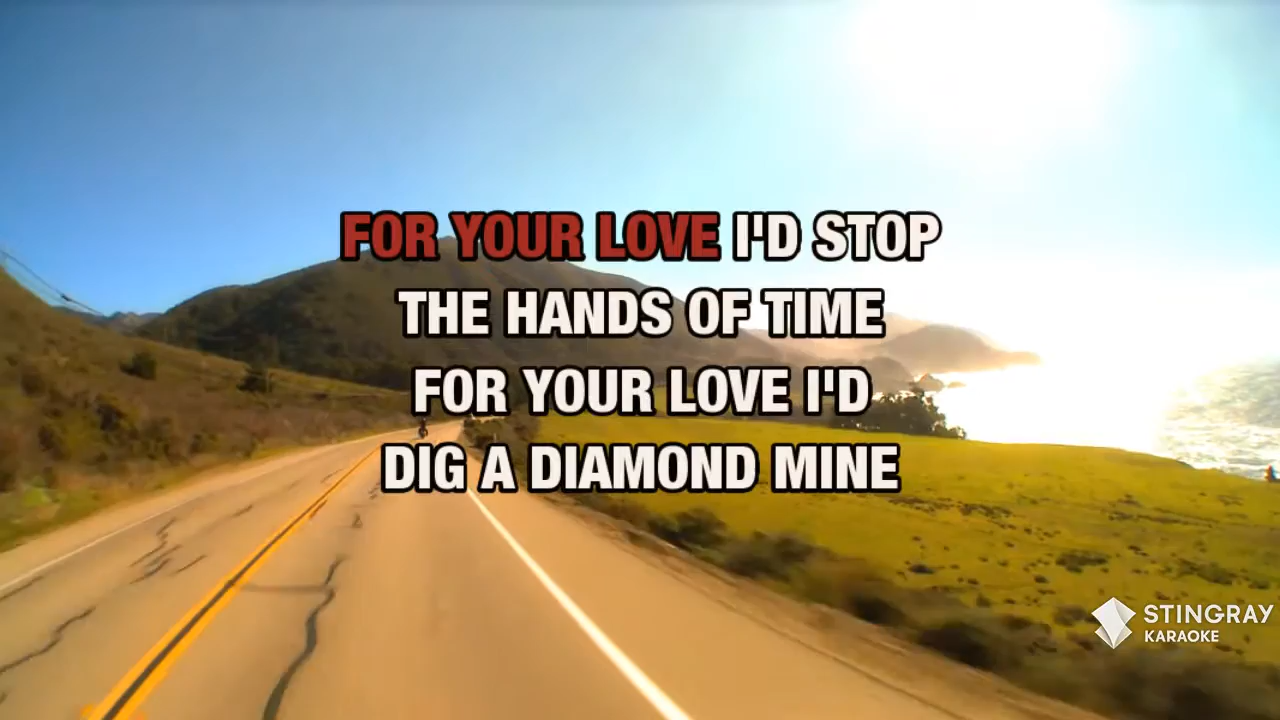 FOR YOUR LOVE I'D STOP
THE HANDS OF TIME
FOR YOUR LOVE I'D
DIG A DIAMOND MINE
STINGRAY
KARAOKE